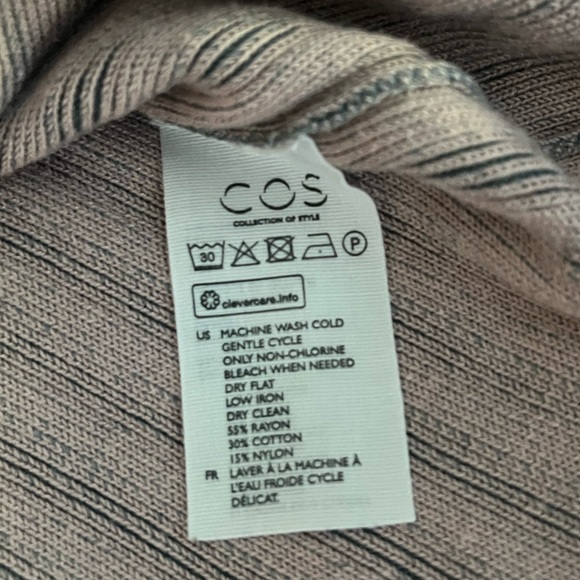 COS
COLLECTION OF STYLE
30 P
clevercare.info
US MACHINE WASH COLD
GENTLE CYCLE
ONLY NON-CHLORINE
BLEACH WHEN NEEDED
DRY FLAT
LOW IRON
DRY CLEAN
55% RAYON
30% COTTON
15% NYLON
FR LAVER À LA MACHINE À
L'EAU FROIDE CYCLE
DÉLICAT.